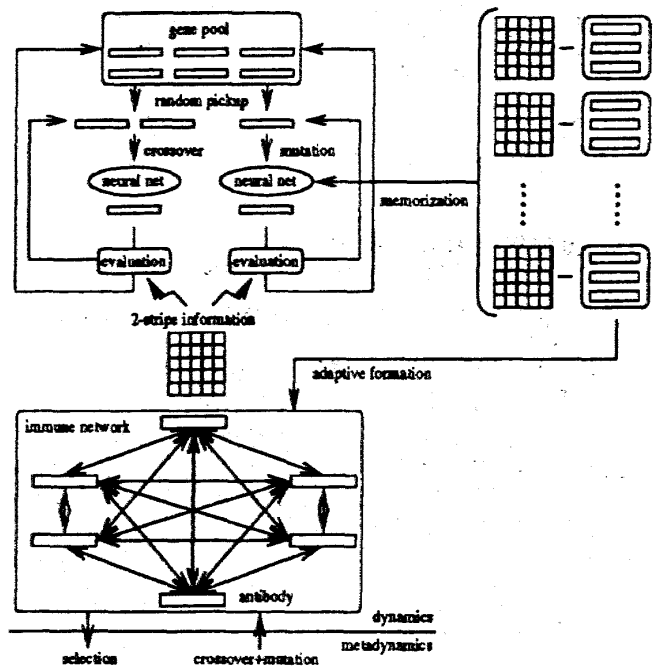 gene pool
random pickup
crossover
mutation
neural net
neural net
memorization
evaluation
evaluation
2-stripe information
adaptive formation
immune network
antibody
dynamics
metadynamics
selection
crossover+mutation